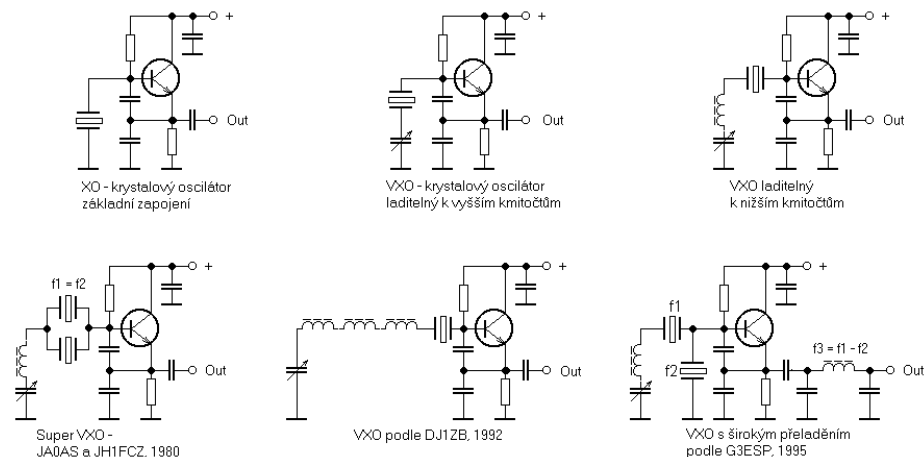 +
+
+
Out
Out
Out
XO - krystalový oscilátor
základní zapojení
VXO - krystalový oscilátor
laditelný k vyšším kmitočtům
VXO laditelný
k nižším kmitočtům
+
+
+
f1 = f2
f1
f2
f3 = f1 - f2
Out
Out
Out
Super VXO -
JA0AS a JH1FCZ, 1980
VXO podle DJ1ZB, 1992
VXO s širokým přeladěním
podle G3ESP, 1995